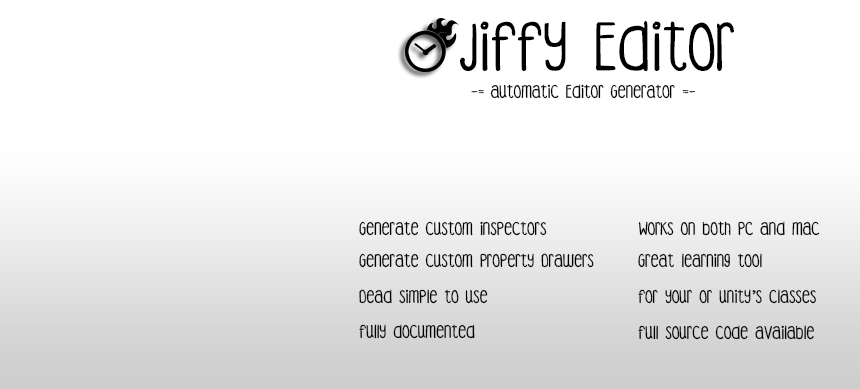 Jiffy Editor
-= automatic Editor Generator =-
Generate custom inspectors
Generate custom Property Drawers
Dead simple to use
fully documented
Works on both PC and mac
Great learning tool
for your or unity's classes
full source code available